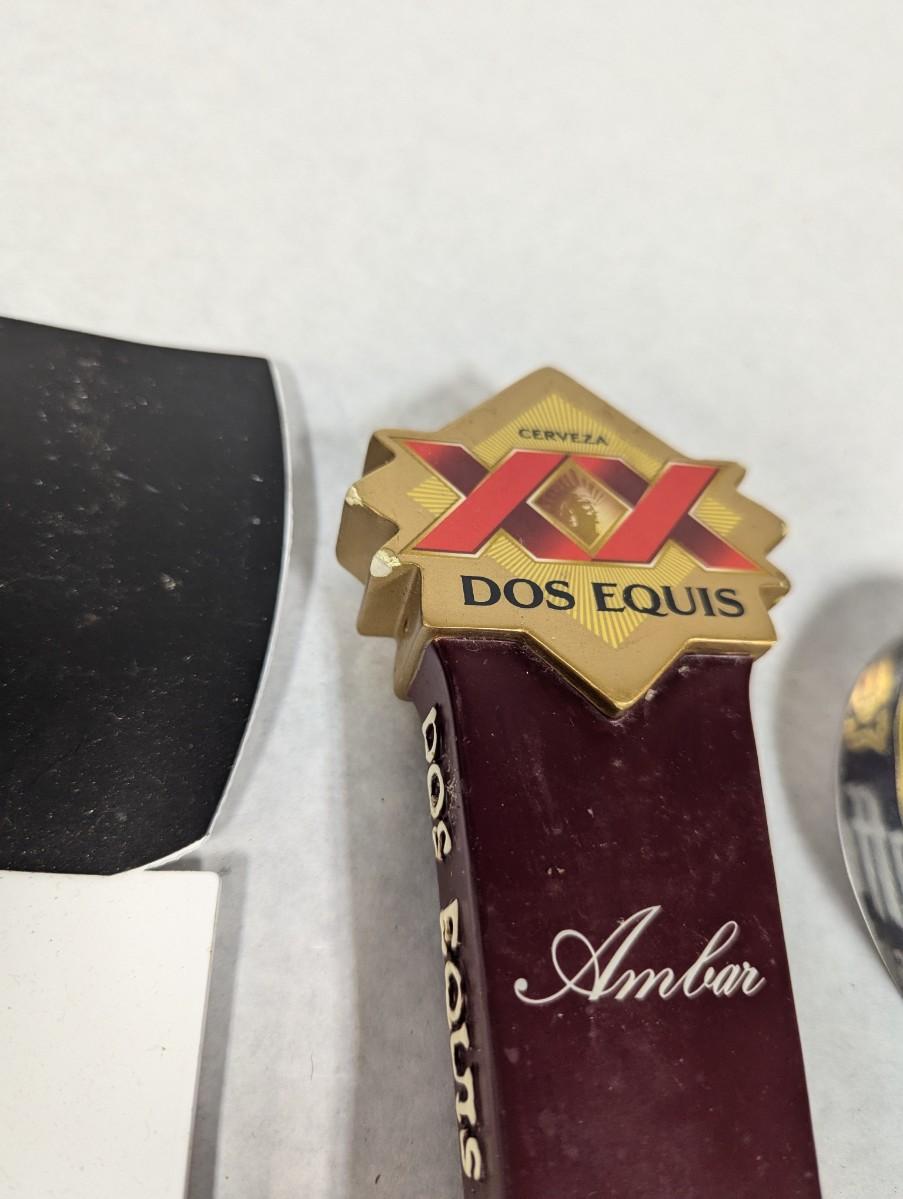 CERVEZA
XX
DOS EQUIS
Ambar
DOS EQUIS